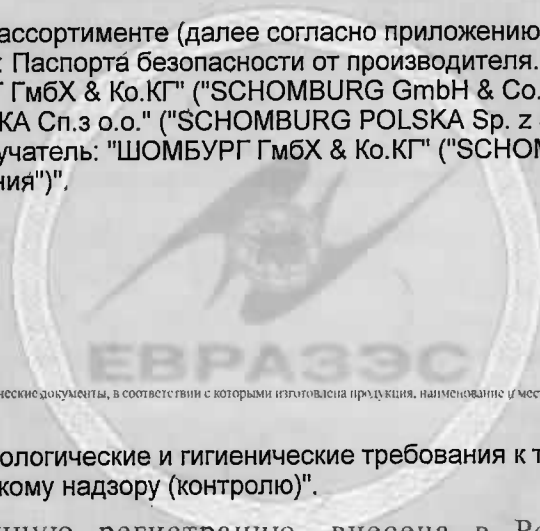 ассортименте (далее согласно приложению
: Паспорта безопасности от производителя.
Г ГмбХ & Ко.КГ" ("SCHOMBURG GmbH & Co.
КА Сп.з о.о." ("SCHOMBURG POLSKA Sp. z
учатель: "ШОМБУРГ ГмбХ & Ко.КГ" ("SCHOM
ния")".
ЕВРАЗЭС
ческие документы, в соответствии с которыми изготовлена продукция, наименование и мест
ологические и гигиенические требования к т
кому надзору (контролю)".
регистрацию, внесена в